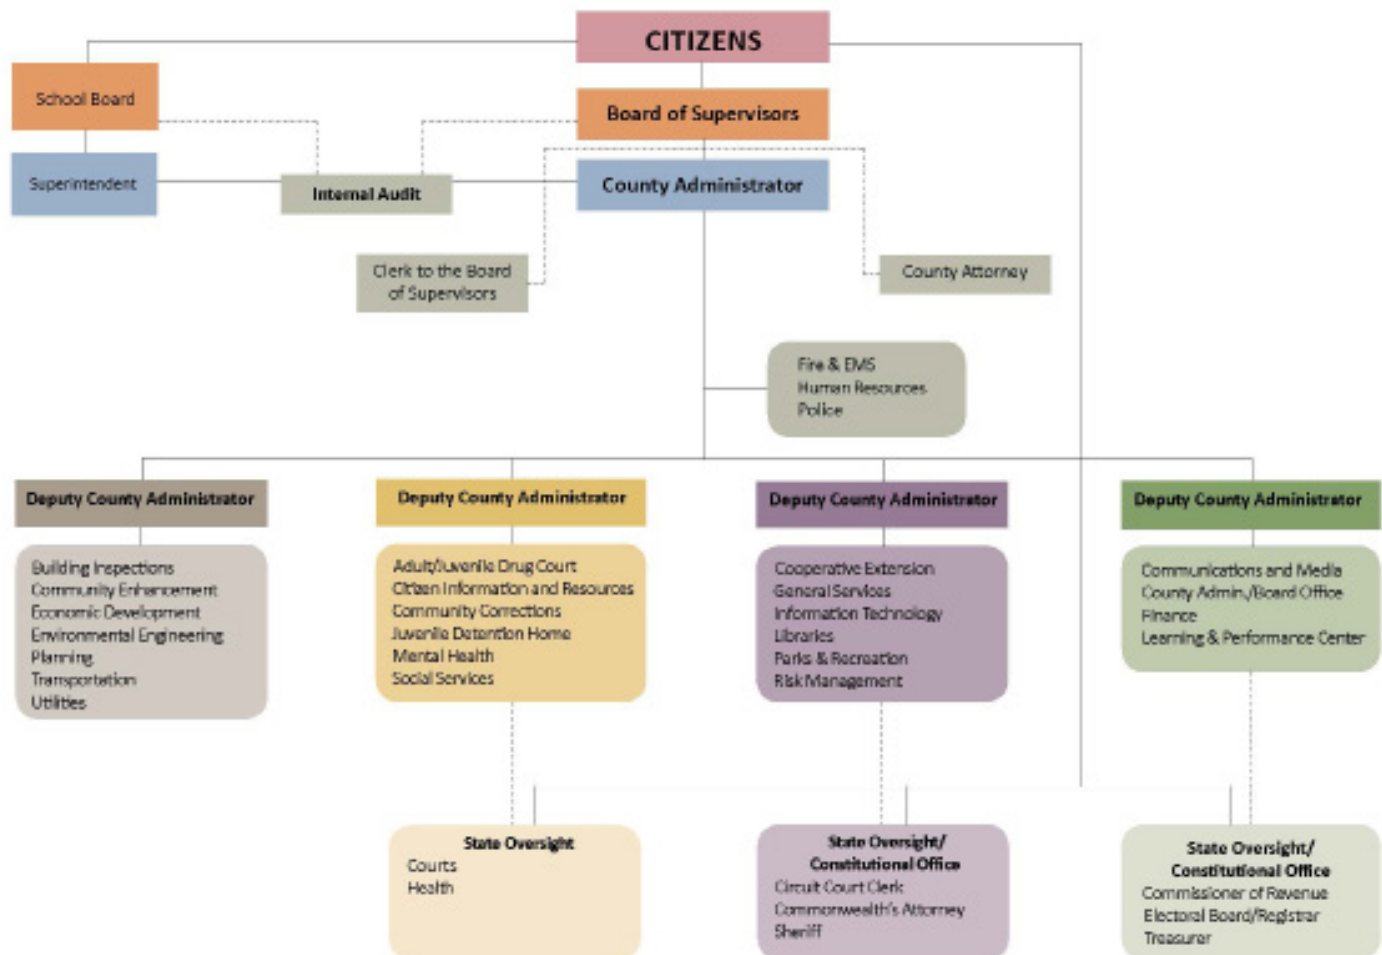 CITIZENS
School Board
Board of Supervisors
Superintendent
Internal Audit
County Administrator
Clerk to the Board
of Supervisors
County Attorney
Fire & EMS
Human Resources
Police
Deputy County Administrator
Building Inspections
Community Enhancement
Economic Development
Environmental Engineering
Planning
Transportation
Utilities
Deputy County Administrator
Adult/Juvenile Drug Court
Citizen Information and Resources
Community Corrections
Juvenile Detention Home
Mental Health
Social Services
Deputy County Administrator
Cooperative Extension
General Services
Information Technology
Libraries
Parks & Recreation
Risk Management
Deputy County Administrator
Communications and Media
County Admin./Board Office
Finance
Learning & Performance Center
State Oversight
Courts
Health
State Oversight/
Constitutional Office
Circuit Court Clerk
Commonwealth's Attorney
Sheriff
State Oversight/
Constitutional Office
Commissioner of Revenue
Electoral Board/Registrar
Treasurer